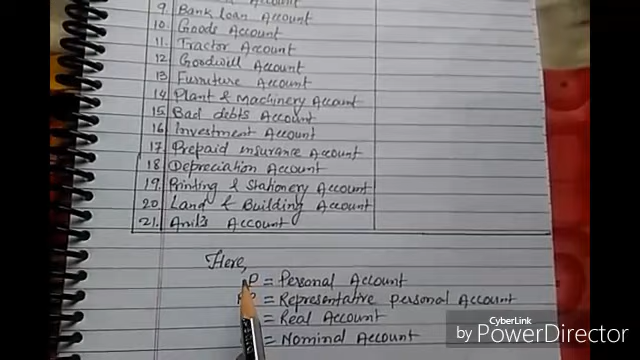 Account
9. Bank loan Account
10. Goods Account
11. Tractor Account
12. Goodwill Account
13. Furniture Account
14. Plant & Machinery Account
15. Bad debts Account
16. Investment Account
17. Prepaid insurance Account
18. Depreciation Account
19. Printing & Stationery Account
20. Land & Building Account
21. Anil's Account
Here,
P = Personal Account
= Representative personal Account
= Real Account
= Nominal Account
CyberLink
by PowerDirector